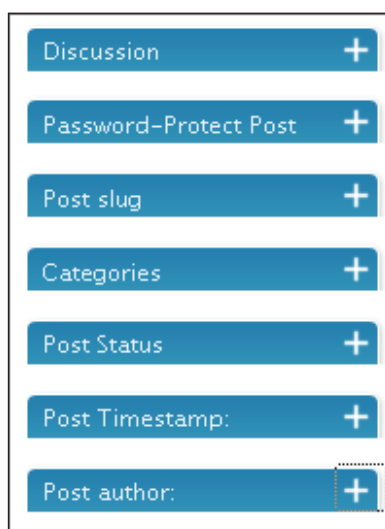 Discussion
Password-Protect Post
Post slug
Categories
Post Status
Post Timestamp:
Post author: